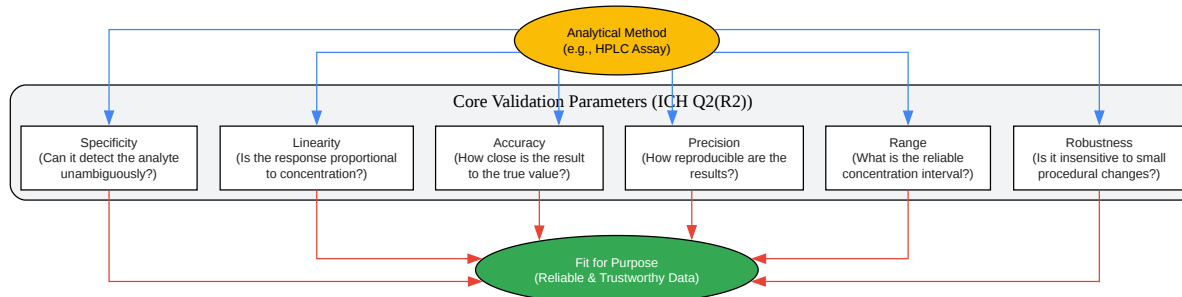 Analytical Method
(e.g., HPLC Assay)
Core Validation Parameters (ICH Q2(R2))
Specificity
(Can it detect the analyte
unambiguously?)
Linearity
(Is the response proportional
to concentration?)
Accuracy
(How close is the result
to the true value?)
Precision
(How reproducible are the
results?)
Range
(What is the reliable
concentration interval?)
Robustness
(Is it insensitive to small
procedural changes?)
Fit for Purpose
(Reliable & Trustworthy Data)